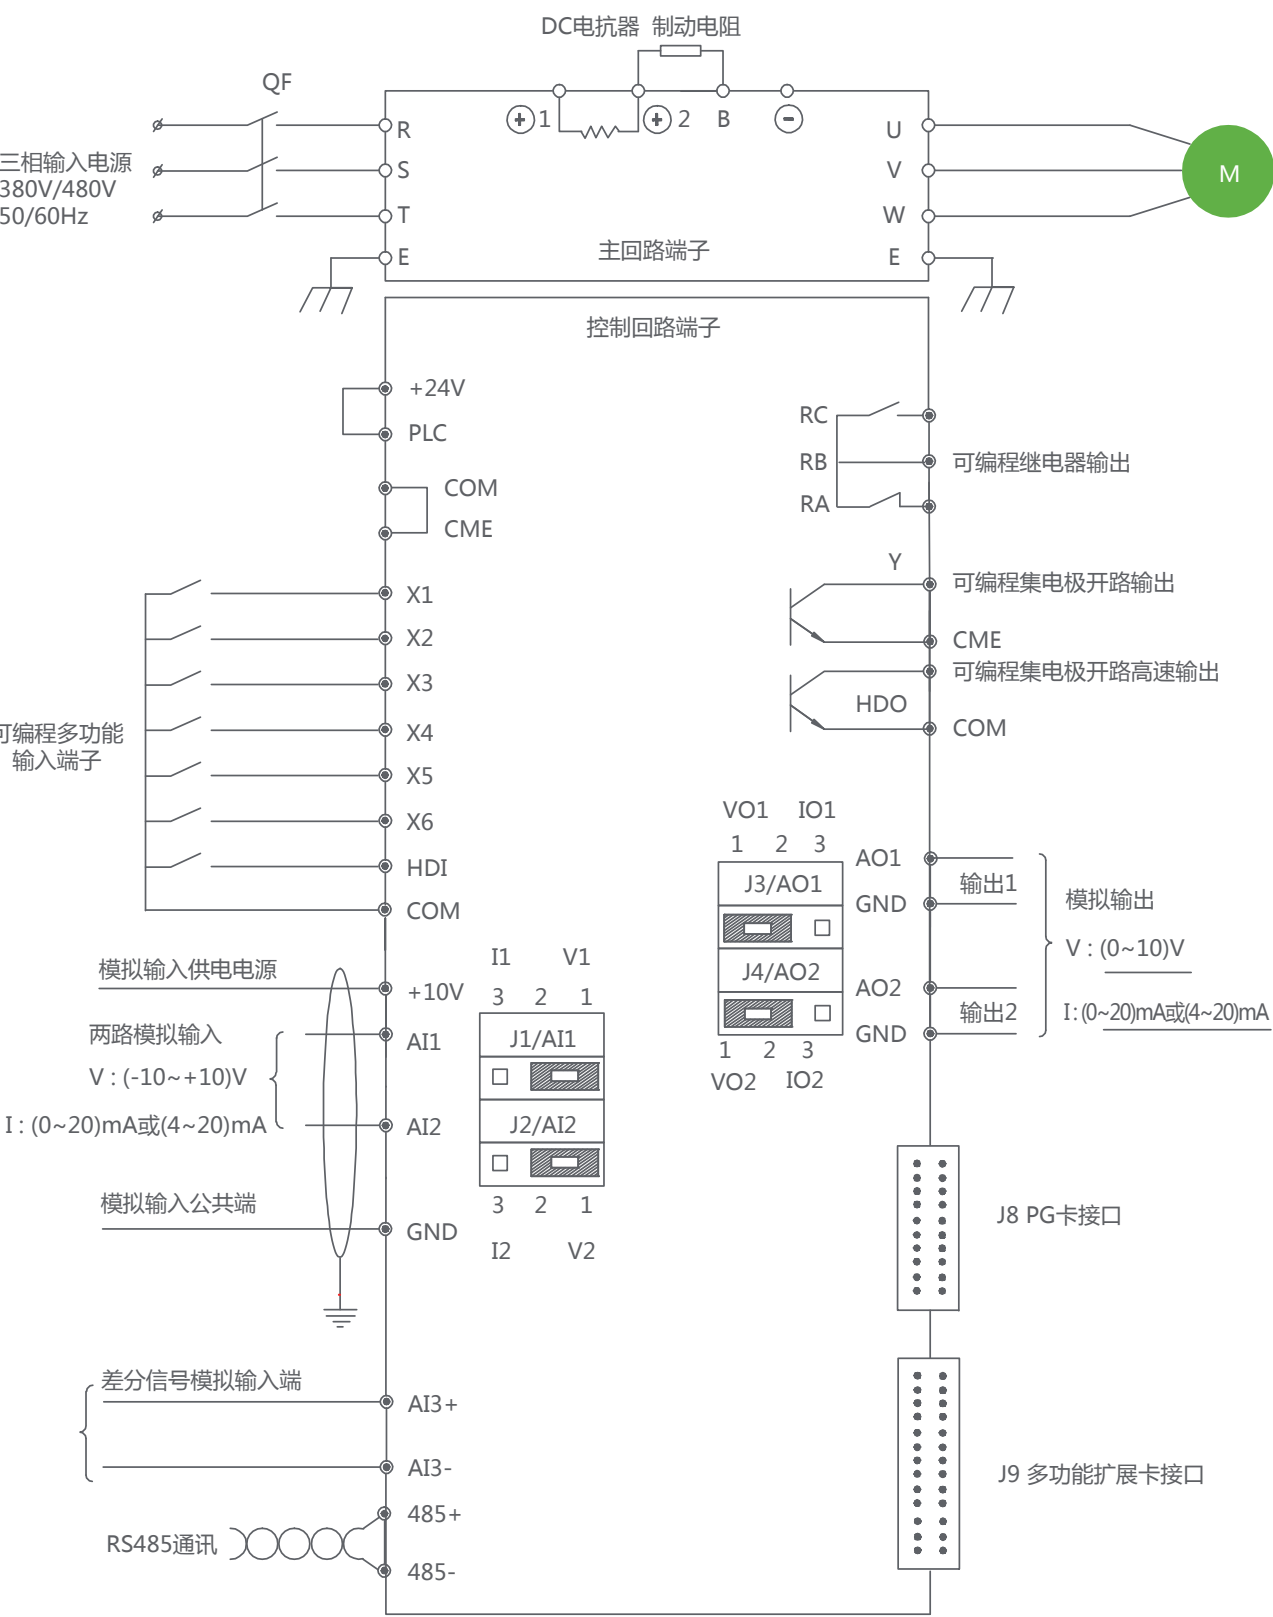 DC电抗器 制动电阻
QF
1
2
B
R
S
T
E
三相输入电源
380V/480V
50/60Hz
U
V
W
E
M
主回路端子
控制回路端子
+24V
PLC
COM
CME
RC
RB
RA
可编程继电器输出
Y
可编程集电极开路输出
CME
可编程集电极开路高速输出
HDO
COM
X1
X2
X3
X4
X5
X6
HDI
COM
可编程多功能
输入端子
VO1 IO1
1 2 3
J3/AO1
J4/AO2
1 2 3
VO2 IO2
AO1
GND
AO2
GND
输出1
输出2
模拟输出
V : (0~10)V
I : (0~20)mA或(4~20)mA
模拟输入供电电源
两路模拟输入
V : (-10~+10)V
I : (0~20)mA或(4~20)mA
模拟输入公共端
+10V
AI1
AI2
GND
I1 V1
3 2 1
J1/AI1
J2/AI2
3 2 1
I2 V2
J8 PG卡接口
J9 多功能扩展卡接口
差分信号模拟输入端
AI3+
AI3-
485+
RS485通讯
485-